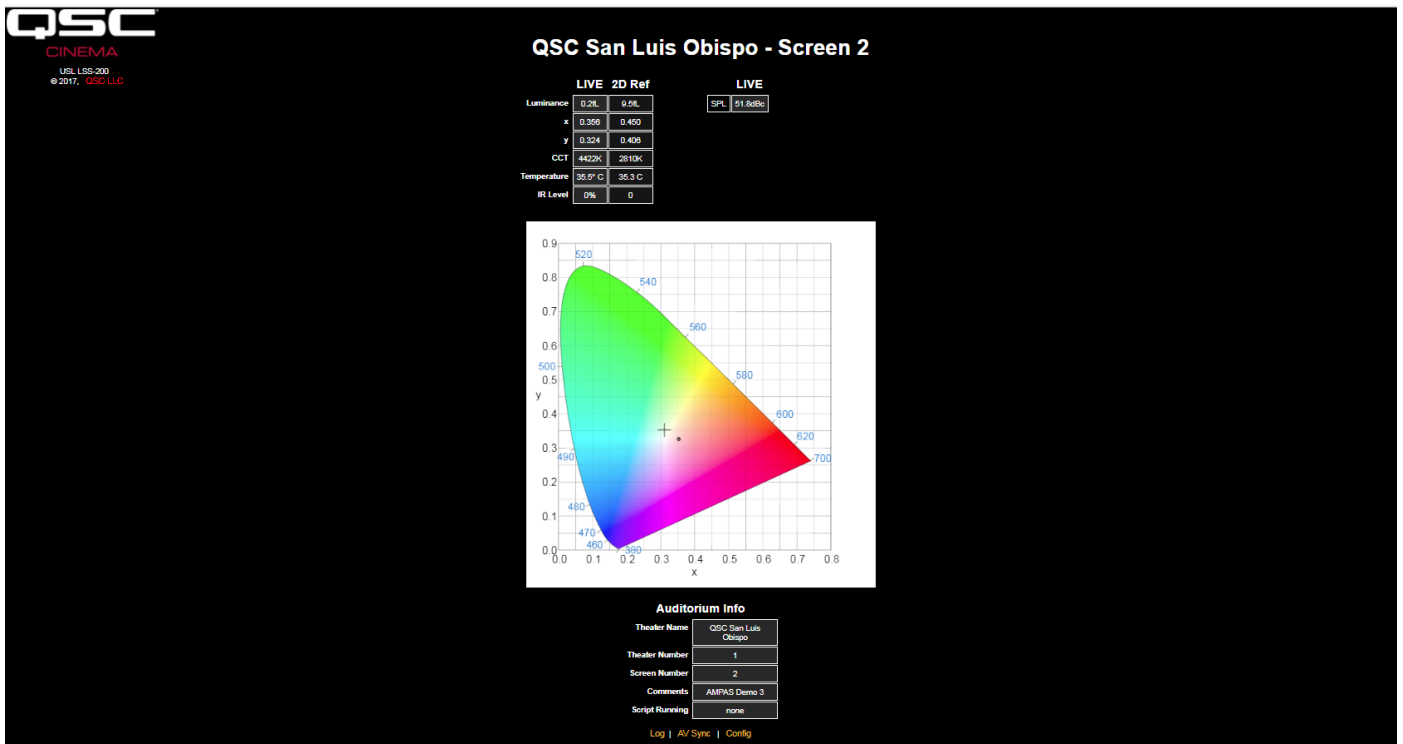 QSC
CINEMA
USL LSS-200
© 2017, QSC LLC
QSC San Luis Obispo - Screen 2
LIVE 2D Ref
Luminance 0.2fL 9.5fL
x 0.356 0.450
y 0.324 0.406
CCT 4422K 2810K
Temperature 35.5° C 35.3 C
IR Level 0% 0
LIVE
SPL 51.8dBc
0.9
520
0.8
540
0.7
560
0.6
500
0.5
580
y
0.4
600
620
0.3
490
700
0.2
480
0.1
470
460
380
0.0
0.0 0.1 0.2 0.3 0.4 0.5 0.6 0.7 0.8
x
Auditorium Info
Theater Name QSC San Luis
Obispo
Theater Number 1
Screen Number 2
Comments AMPAS Demo 3
Script Running none
Log | AV Sync | Config